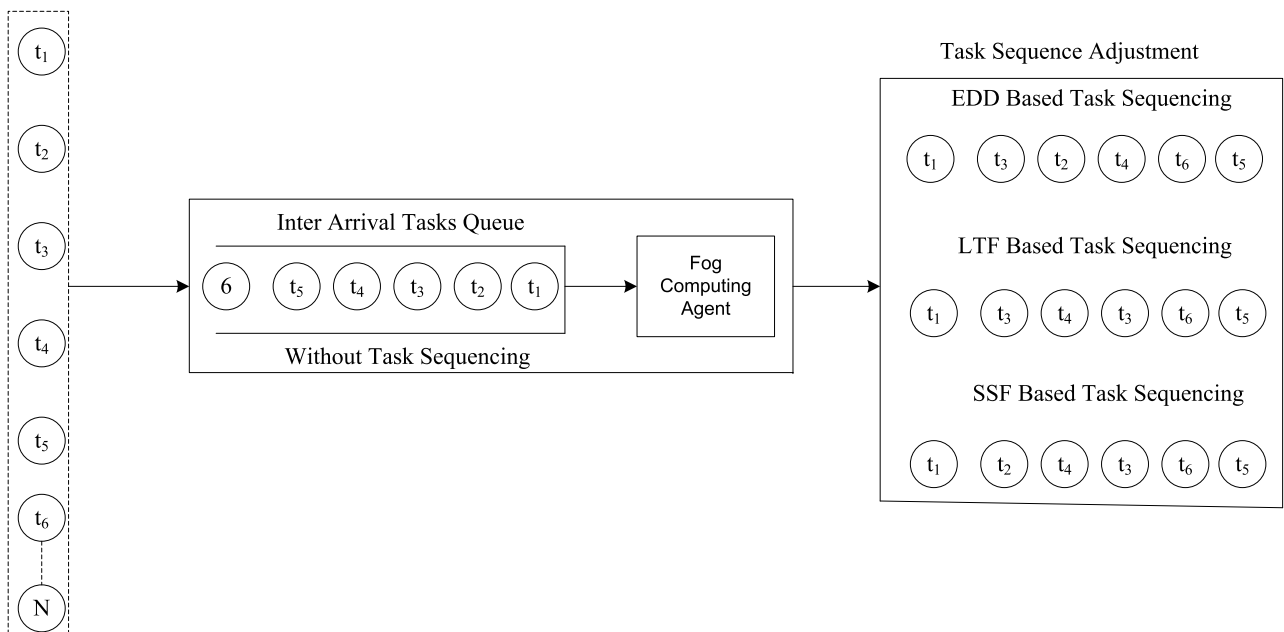 t₁
t₂
t₃
t₄
t₅
t₆
N
Inter Arrival Tasks Queue
6 t₅ t₄ t₃ t₂ t₁
Without Task Sequencing
Fog
Computing
Agent
Task Sequence Adjustment
EDD Based Task Sequencing
t₁ t₃ t₂ t₄ t₆ t₅
LTF Based Task Sequencing
t₁ t₃ t₄ t₃ t₆ t₅
SSF Based Task Sequencing
t₁ t₂ t₄ t₃ t₆ t₅